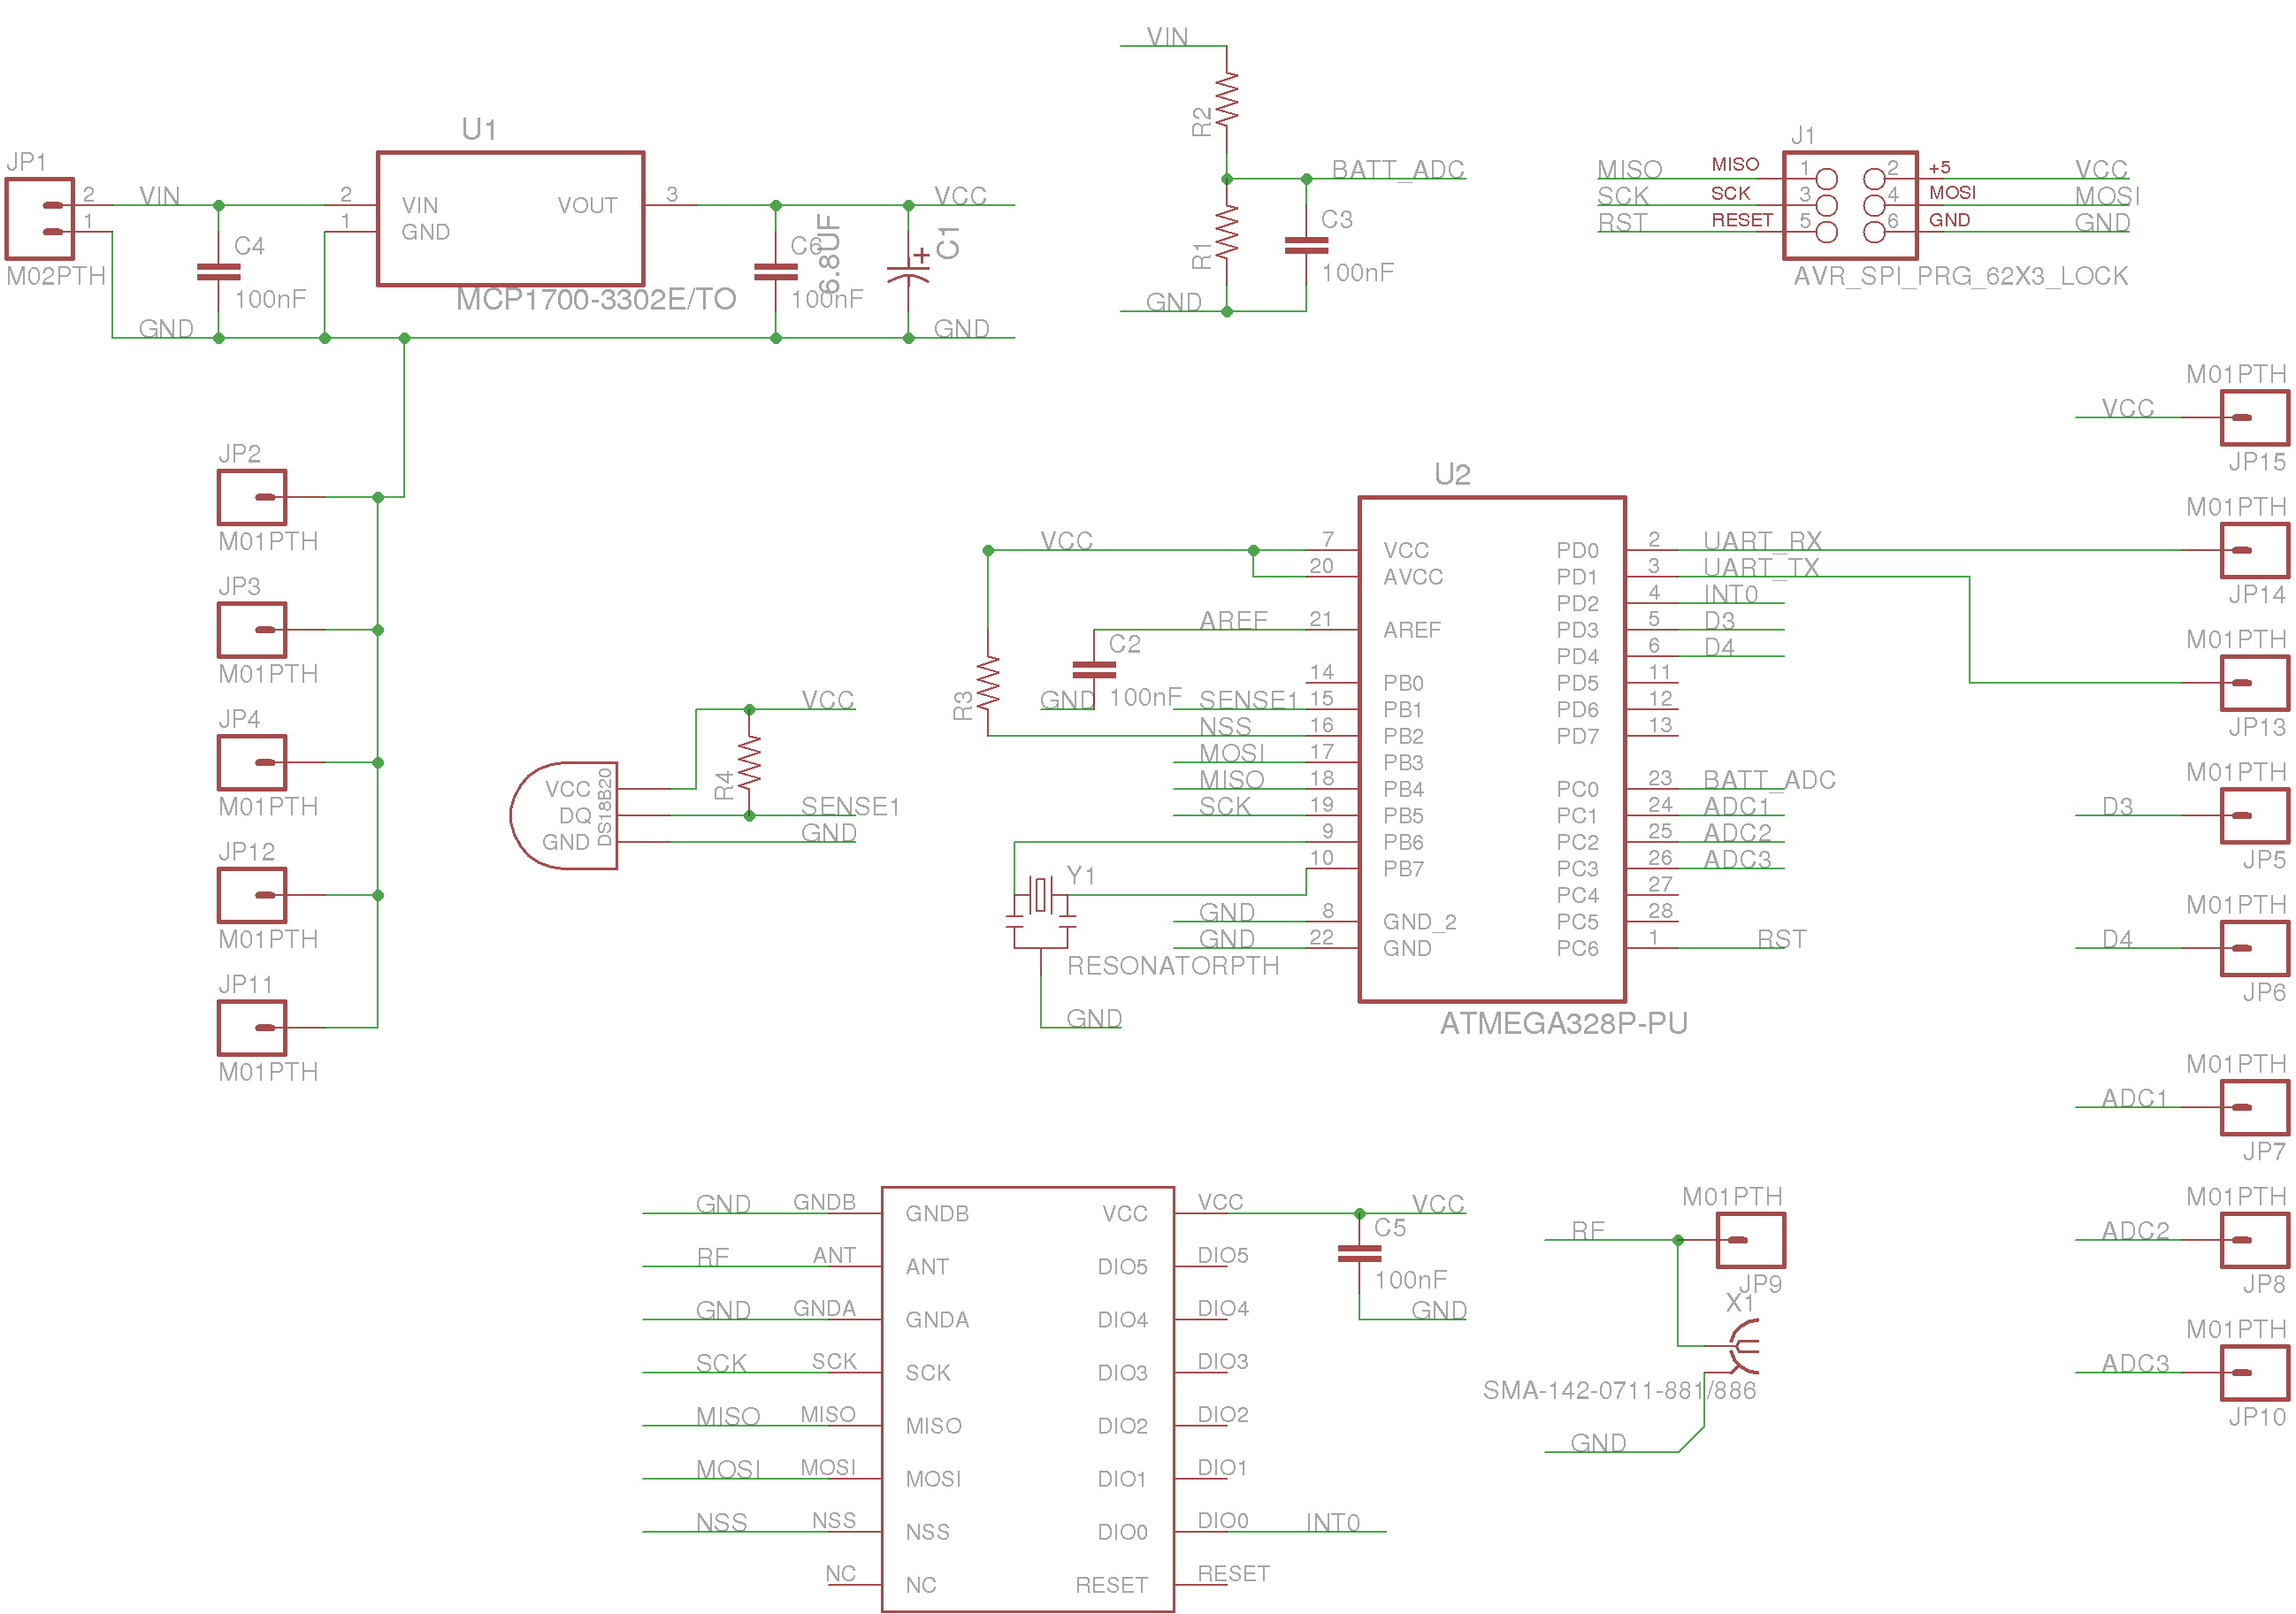 JP1
2
1
M02PTH
VIN
GND
C4
100nF
U1
2
1
VIN
GND
VOUT
3
MCP1700-3302E/TO
C6
100nF
6.8UF
C1
VCC
GND
VIN
R2
R1
BATT_ADC
C3
100nF
GND
J1
MISO
SCK
RST
MISO
SCK
RESET
1
3
5
2
4
6
+5
MOSI
GND
VCC
MOSI
GND
AVR_SPI_PRG_62X3_LOCK
JP2
M01PTH
JP3
M01PTH
JP4
M01PTH
JP12
M01PTH
JP11
M01PTH
VCC
R4
SENSE1
GND
VCC
DQ
GND
DS18B20
U2
VCC
R3
AREF
C2
100nF
GND
SENSE1
NSS
MOSI
MISO
SCK
Y1
RESONATORPTH
GND
GND
GND
7 VCC
20 AVCC
21 AREF
14 PB0
15 PB1
16 PB2
17 PB3
18 PB4
19 PB5
9 PB6
10 PB7
8 GND_2
22 GND
PD0 2 UART_RX
PD1 3 UART_TX
PD2 4 INT0
PD3 5 D3
PD4 6 D4
PD5 11
PD6 12
PD7 13
PC0 23 BATT_ADC
PC1 24 ADC1
PC2 25 ADC2
PC3 26 ADC3
PC4 27
PC5 28
PC6 1 RST
ATMEGA328P-PU
M01PTH
VCC
JP15
M01PTH
JP14
M01PTH
JP13
M01PTH
D3
JP5
M01PTH
D4
JP6
M01PTH
ADC1
JP7
M01PTH
ADC2
JP8
M01PTH
ADC3
JP10
GND GNDB GNDB
RF ANT ANT
GND GNDA GNDA
SCK SCK SCK
MISO MISO MISO
MOSI MOSI MOSI
NSS NSS NSS
NC NC
VCC VCC VCC
DIO5 DIO5
DIO4 DIO4
DIO3 DIO3
DIO2 DIO2
DIO1 DIO1
DIO0 DIO0 INT0
RESET RESET
C5
100nF
GND
M01PTH
RF
JP9
X1
SMA-142-0711-881/886
GND